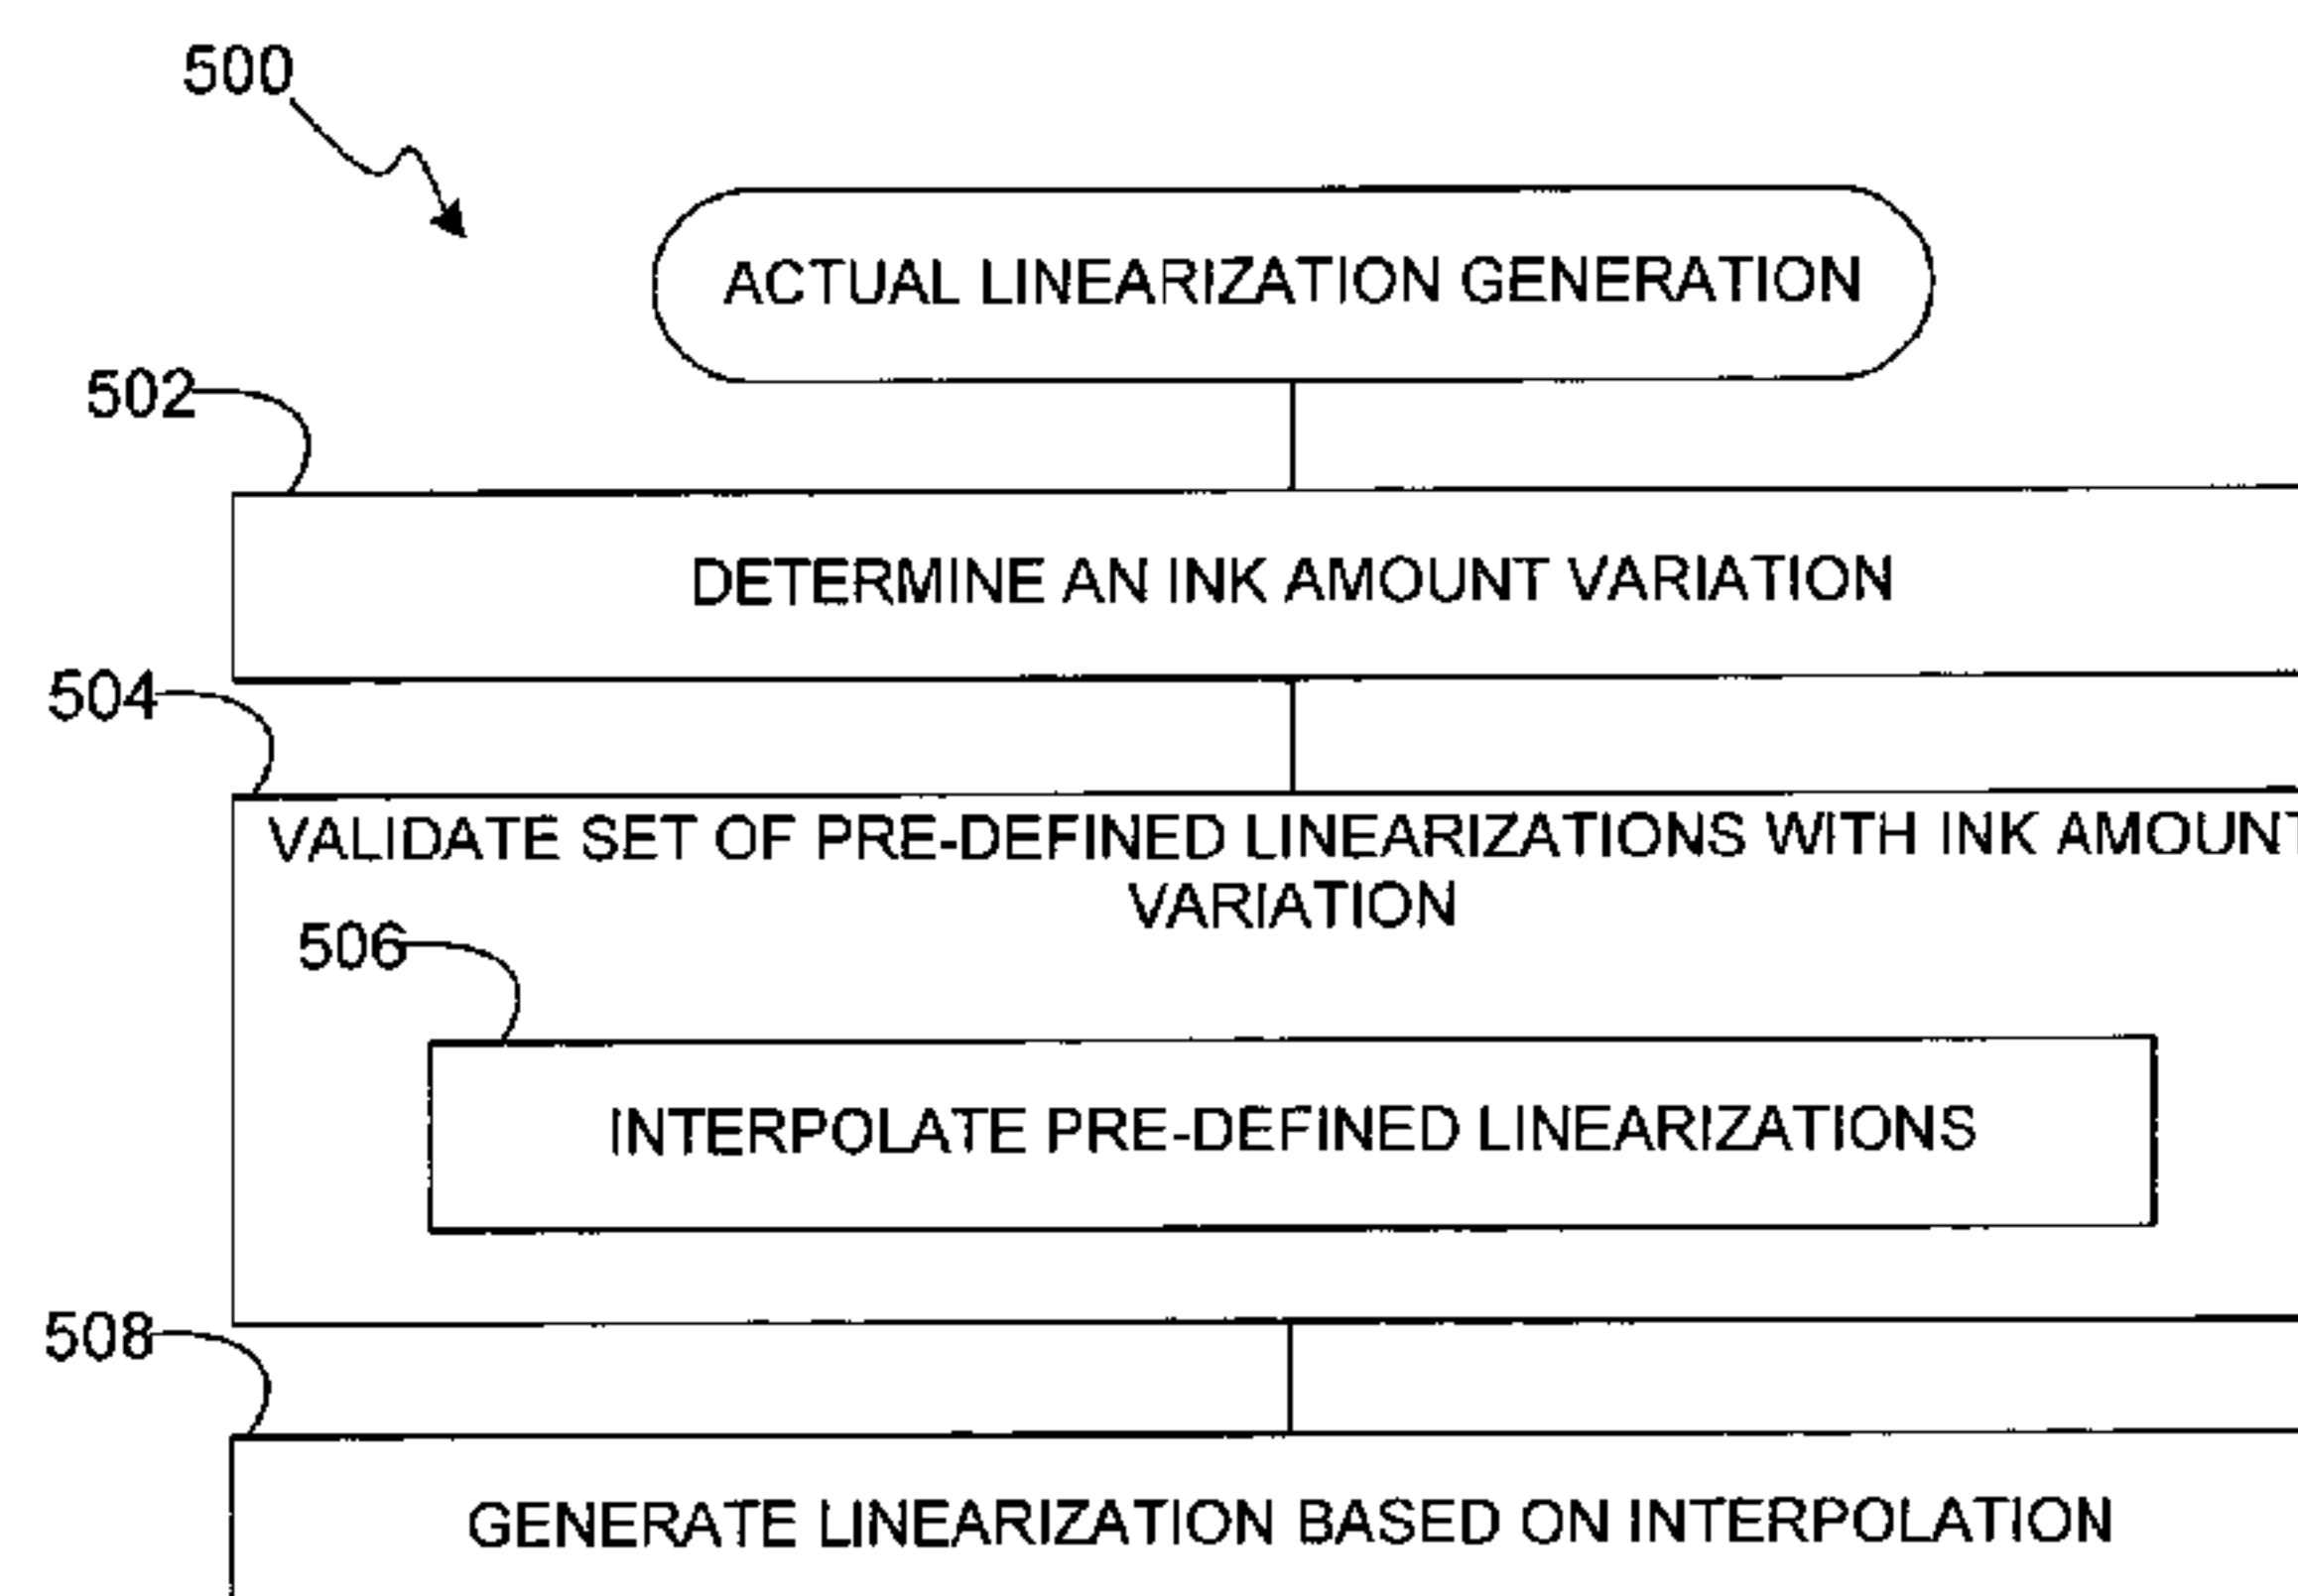 500
ACTUAL LINEARIZATION GENERATION
502
DETERMINE AN INK AMOUNT VARIATION
504
VALIDATE SET OF PRE-DEFINED LINEARIZATIONS WITH INK AMOUNT
VARIATION
506
INTERPOLATE PRE-DEFINED LINEARIZATIONS
508
GENERATE LINEARIZATION BASED ON INTERPOLATION